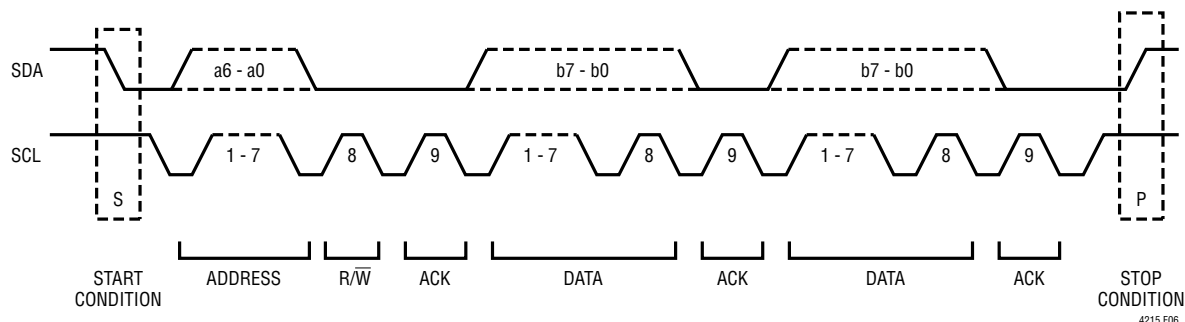 SDA
a6 - a0
b7 - b0
b7 - b0
SCL
1 - 7
8
9
1 - 7
8
9
1 - 7
8
9
S
P
START
CONDITION
ADDRESS
R/W̅
ACK
DATA
ACK
DATA
ACK
STOP
CONDITION
4215 F06